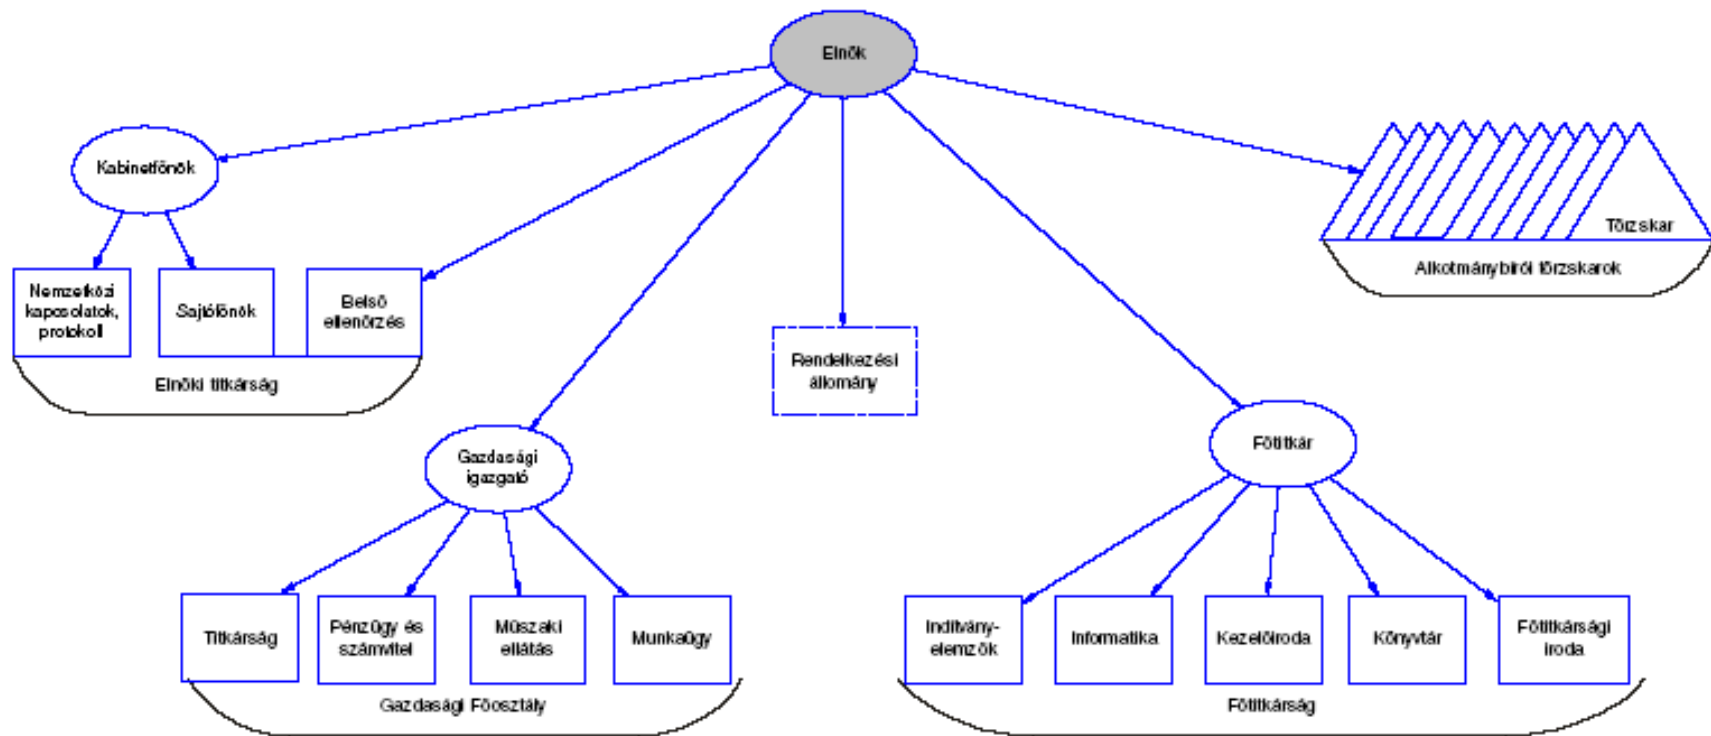 Elnök
Kabinetfőnök
Törzskar
Alkotmánybírói törzskarok
Nemzetközi
kapcsolatok,
protokoll
Sajtófőnök
Belső
ellenőrzés
Elnöki titkárság
Rendelkezési
állomány
Gazdasági
igazgató
Főtitkár
Titkárság
Pénzügy és
számvitel
Műszaki
ellátás
Munkaügy
Gazdasági Főosztály
Indítvány-
elemzők
Informatika
Kezelőiroda
Könyvtár
Főtitkársági
iroda
Főtitkárság